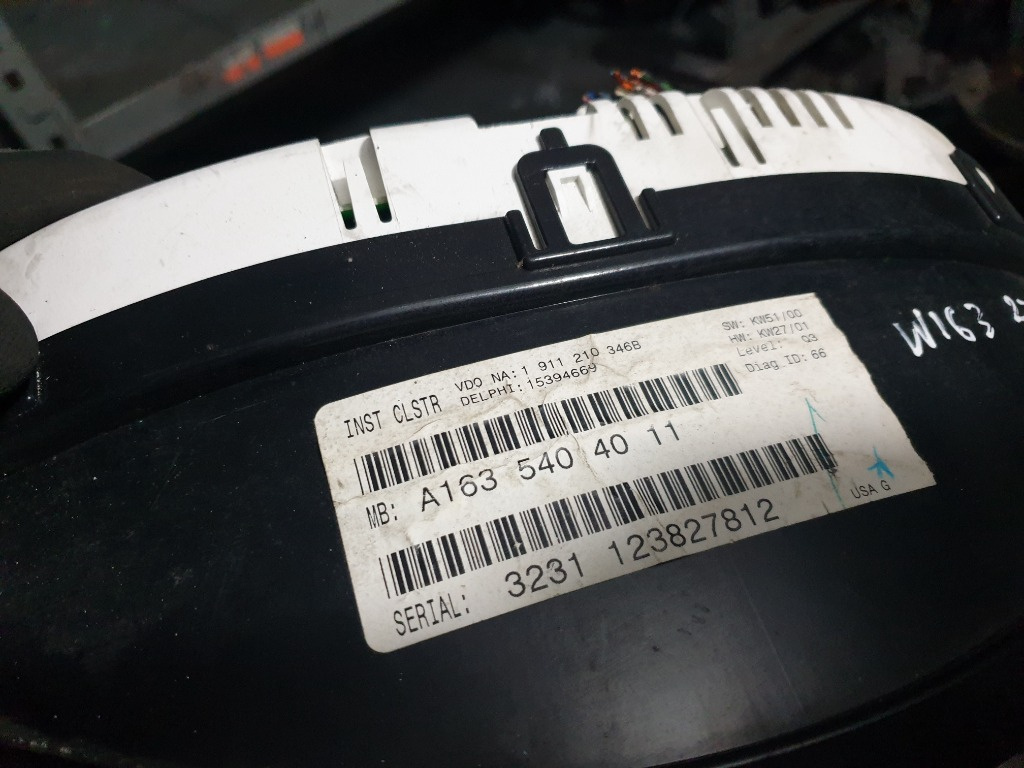 INST CLSTR
VDO NA: 1 911 210 346B
DELPHI: 15394669
SW: KW51/00
HW: KW27/01
Level: Q3
Diag ID: 66
MB: A163 540 40 11
SERIAL: 3231 123827812
USA G
W163